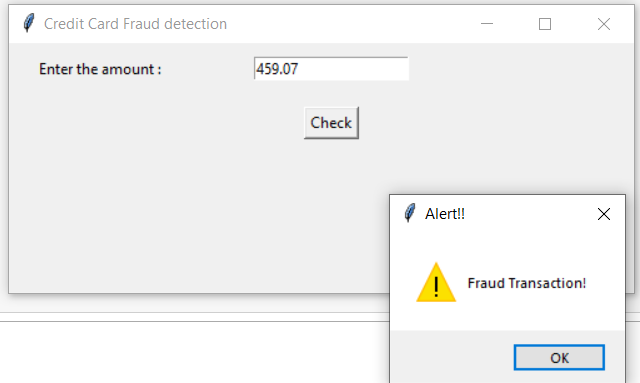 Credit Card Fraud detection
Enter the amount : 459.07
Check
Alert!!
Fraud Transaction!
OK